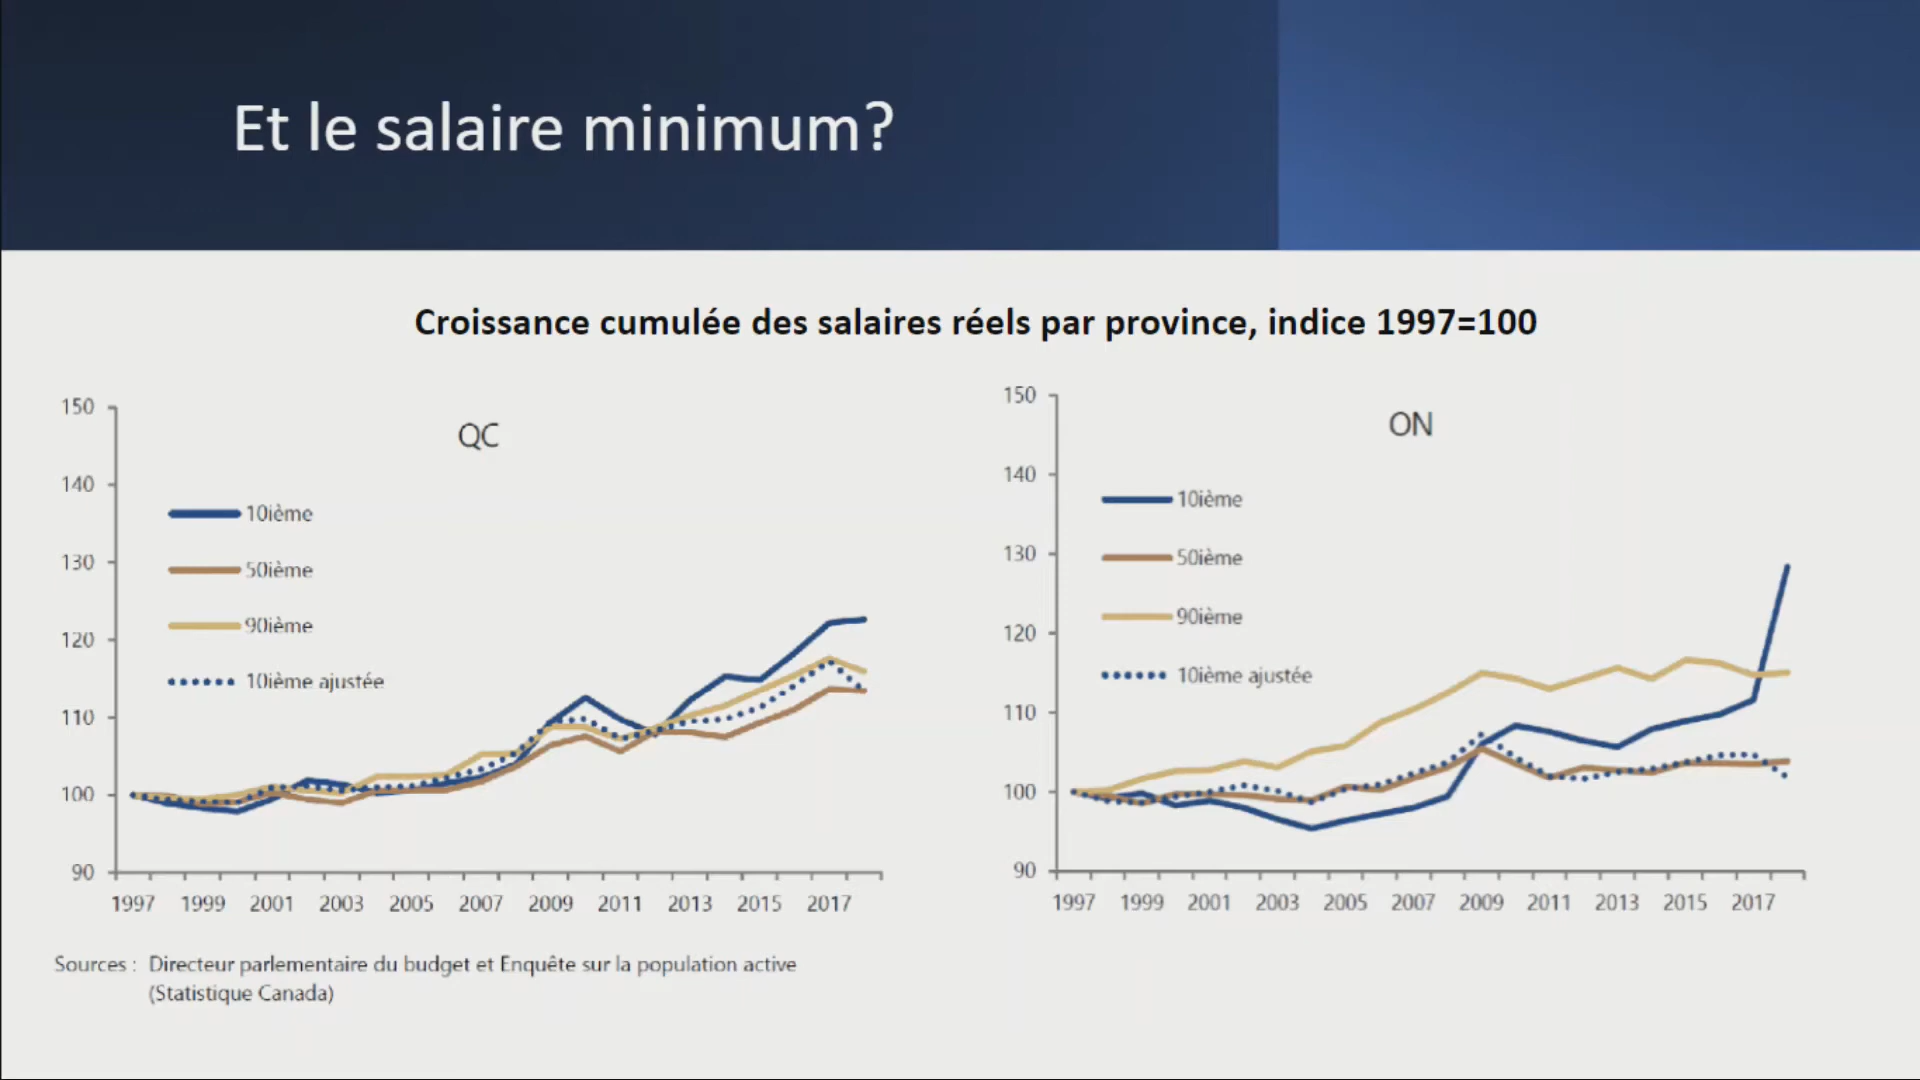 Et le salaire minimum?
Croissance cumulée des salaires réels par province, indice 1997=100
QC
150
140
130
120
110
100
90
10ième
50ième
90ième
10ième ajustée
1997 1999 2001 2003 2005 2007 2009 2011 2013 2015 2017
ON
150
140
130
120
110
100
90
10ième
50ième
90ième
10ième ajustée
1997 1999 2001 2003 2005 2007 2009 2011 2013 2015 2017
Sources : Directeur parlementaire du budget et Enquête sur la population active
(Statistique Canada)